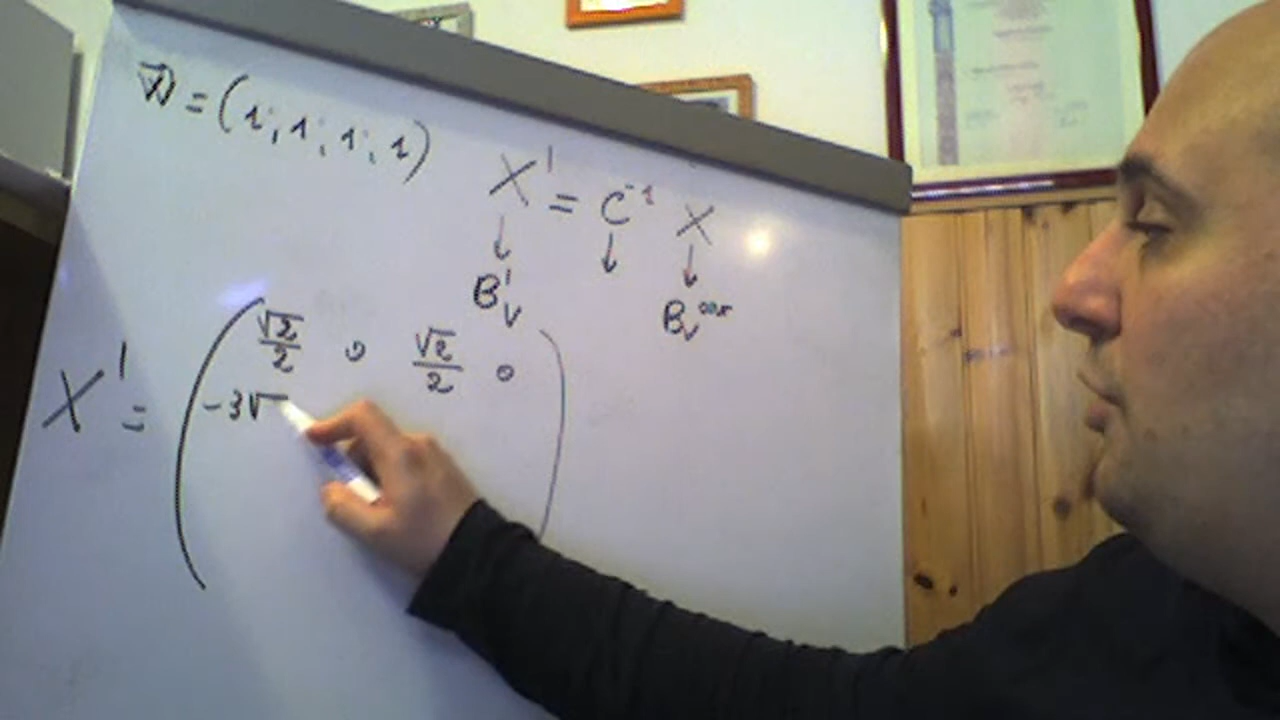 w⃗ = (1; 1; 1; 1)
X' = C⁻¹ X
↓ ↓ ↓
B'ᵥ Bᵥᶜᵃⁿ
X' = ( √2/2 0 √2/2 0 )
-3√